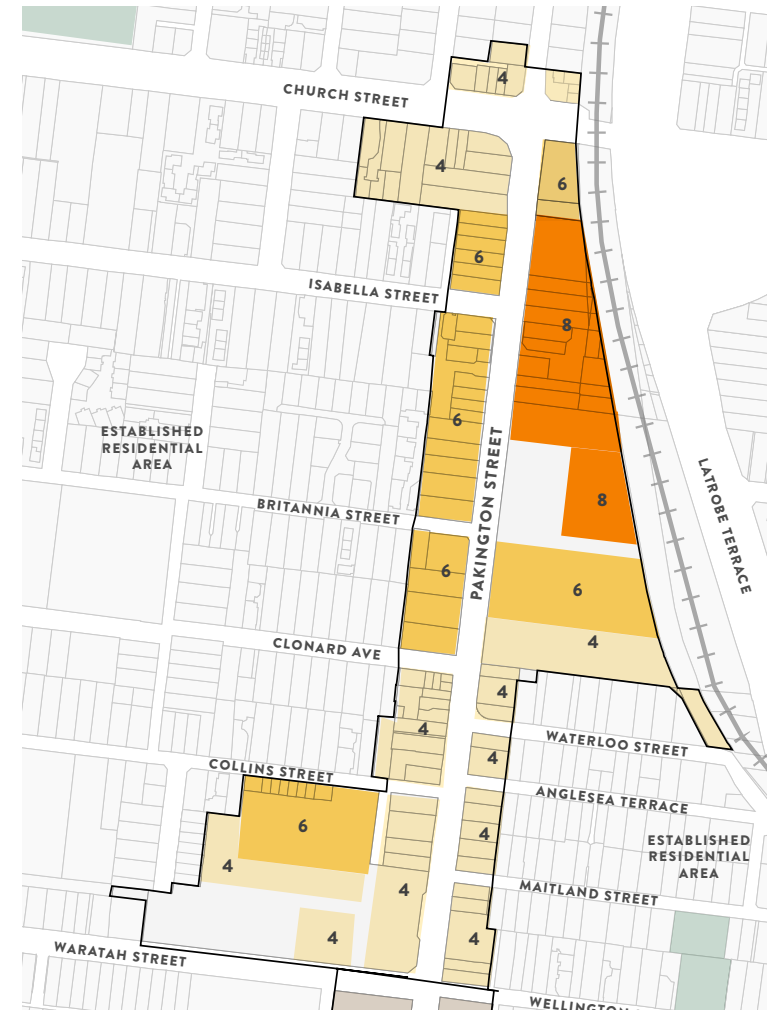 4
CHURCH STREET
4
6
6
ISABELLA STREET
8
6
ESTABLISHED
RESIDENTIAL
AREA
PAKINGTON STREET
LATROBE TERRACE
8
BRITANNIA STREET
6
6
4
CLONARD AVE
4
4
WATERLOO STREET
4
COLLINS STREET
ANGLESEA TERRACE
6
4
ESTABLISHED
RESIDENTIAL
AREA
4
4
MAITLAND STREET
4
4
WARATAH STREET
WELLINGTON